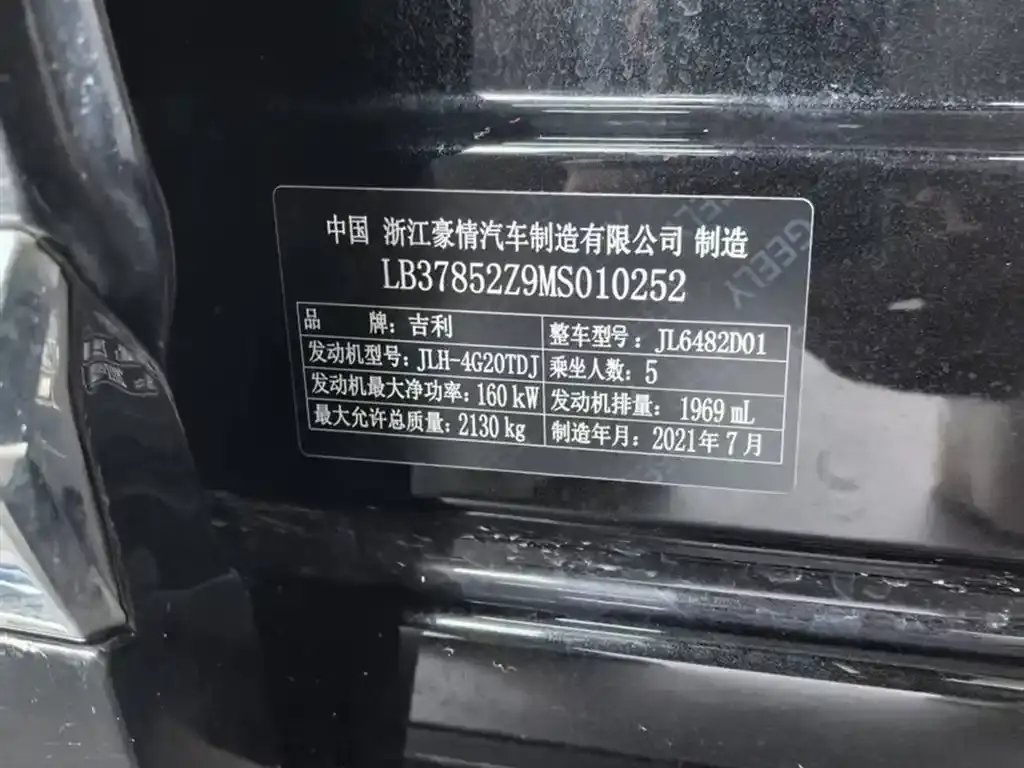 中国 浙江豪情汽车制造有限公司 制造
LB37852Z9MS010252
品 牌: 吉利 整车型号: JL6482D01
发动机型号: JLH-4G20TDJ 乘坐人数: 5
发动机最大净功率: 160 kW 发动机排量: 1969 mL
最大允许总质量: 2130 kg 制造年月: 2021年7月
GEELY
GEELY